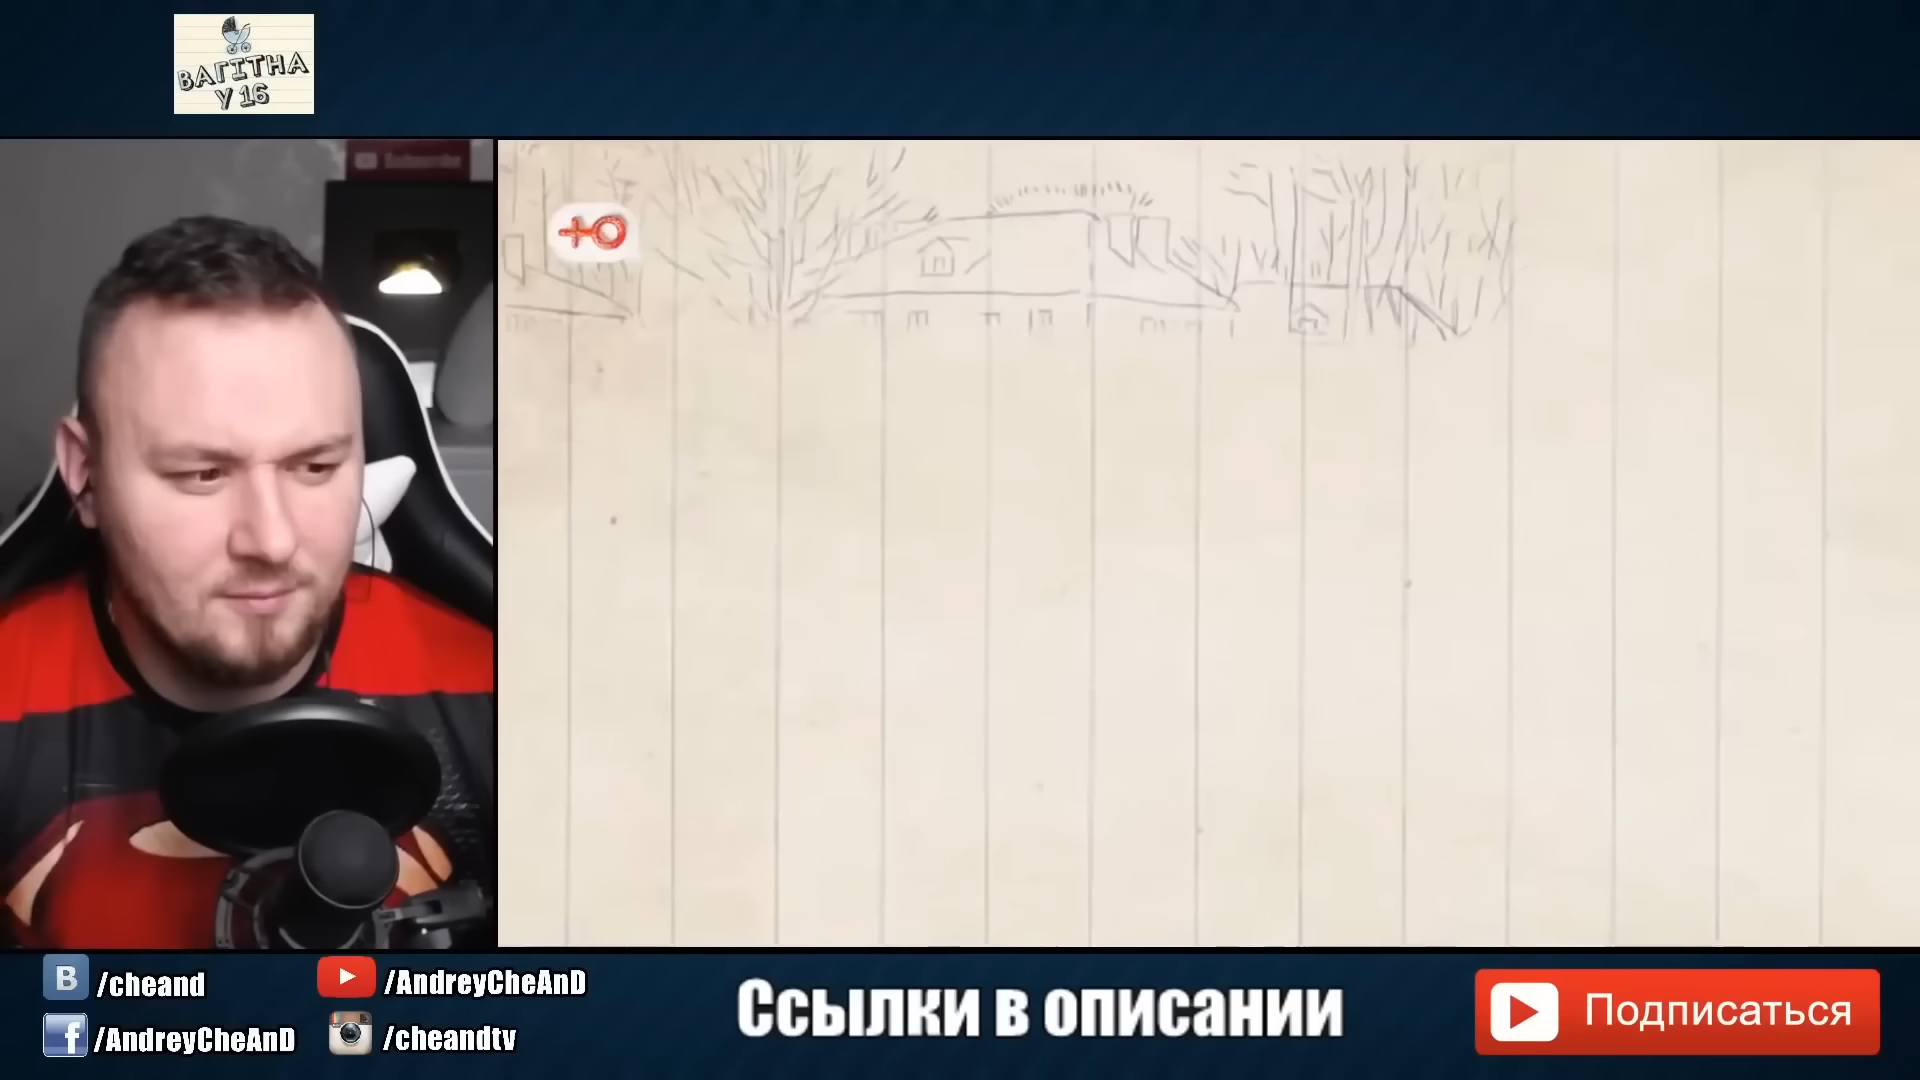 ВАГІТНА
У 16
В /cheand
/AndreyCheAnD
f /AndreyCheAnD
/cheandtv
Ссылки в описании
Подписаться